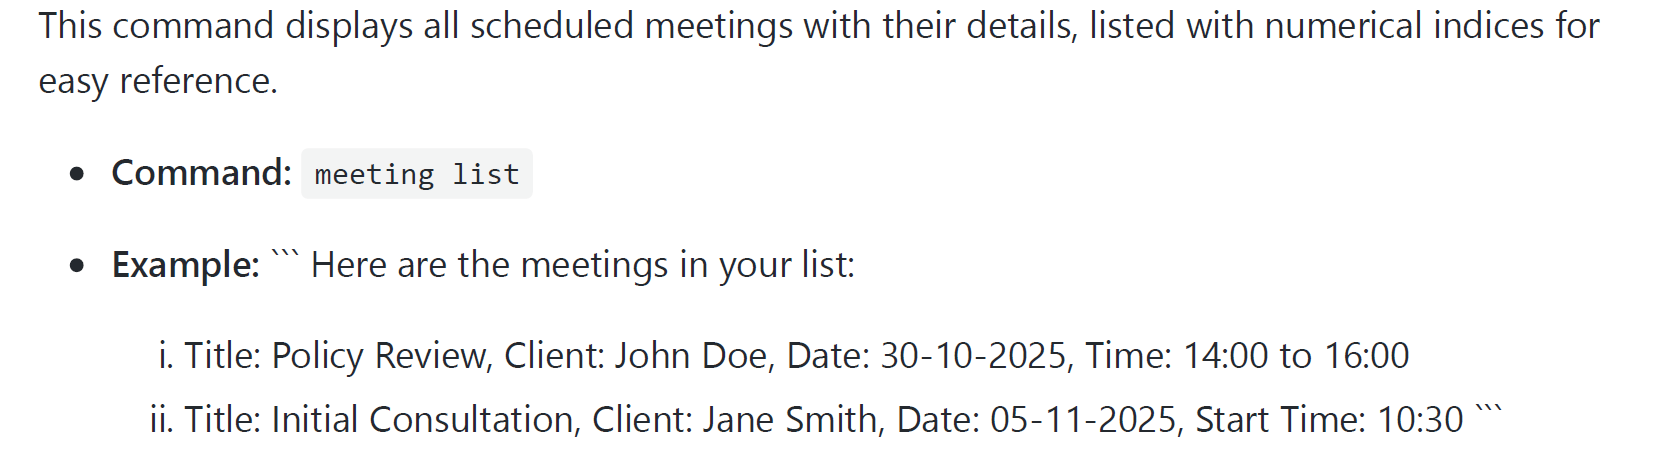 This command displays all scheduled meetings with their details, listed with numerical indices for
easy reference.
• Command: meeting list
• Example: ``` Here are the meetings in your list:
i. Title: Policy Review, Client: John Doe, Date: 30-10-2025, Time: 14:00 to 16:00
ii. Title: Initial Consultation, Client: Jane Smith, Date: 05-11-2025, Start Time: 10:30 ```